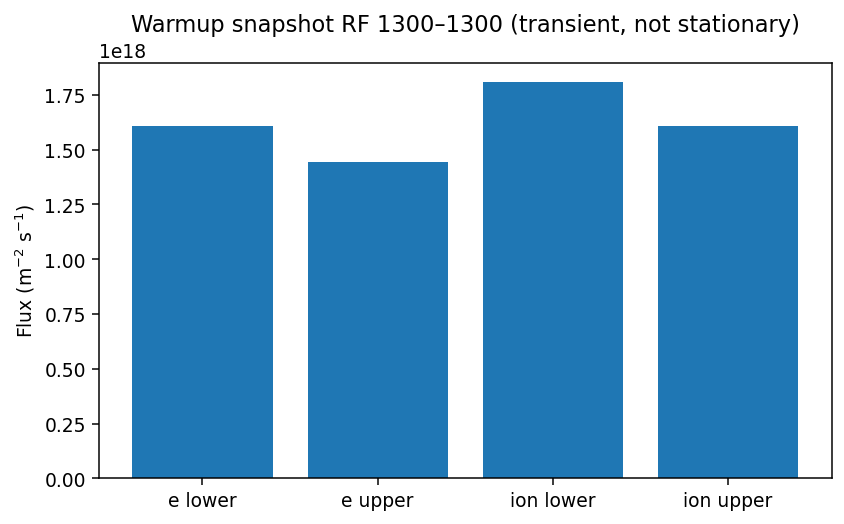 Warmup snapshot RF 1300–1300 (transient, not stationary)
1e18
1.75
1.50
1.25
1.00
0.75
0.50
0.25
0.00
Flux (m⁻² s⁻¹)
e lower
e upper
ion lower
ion upper